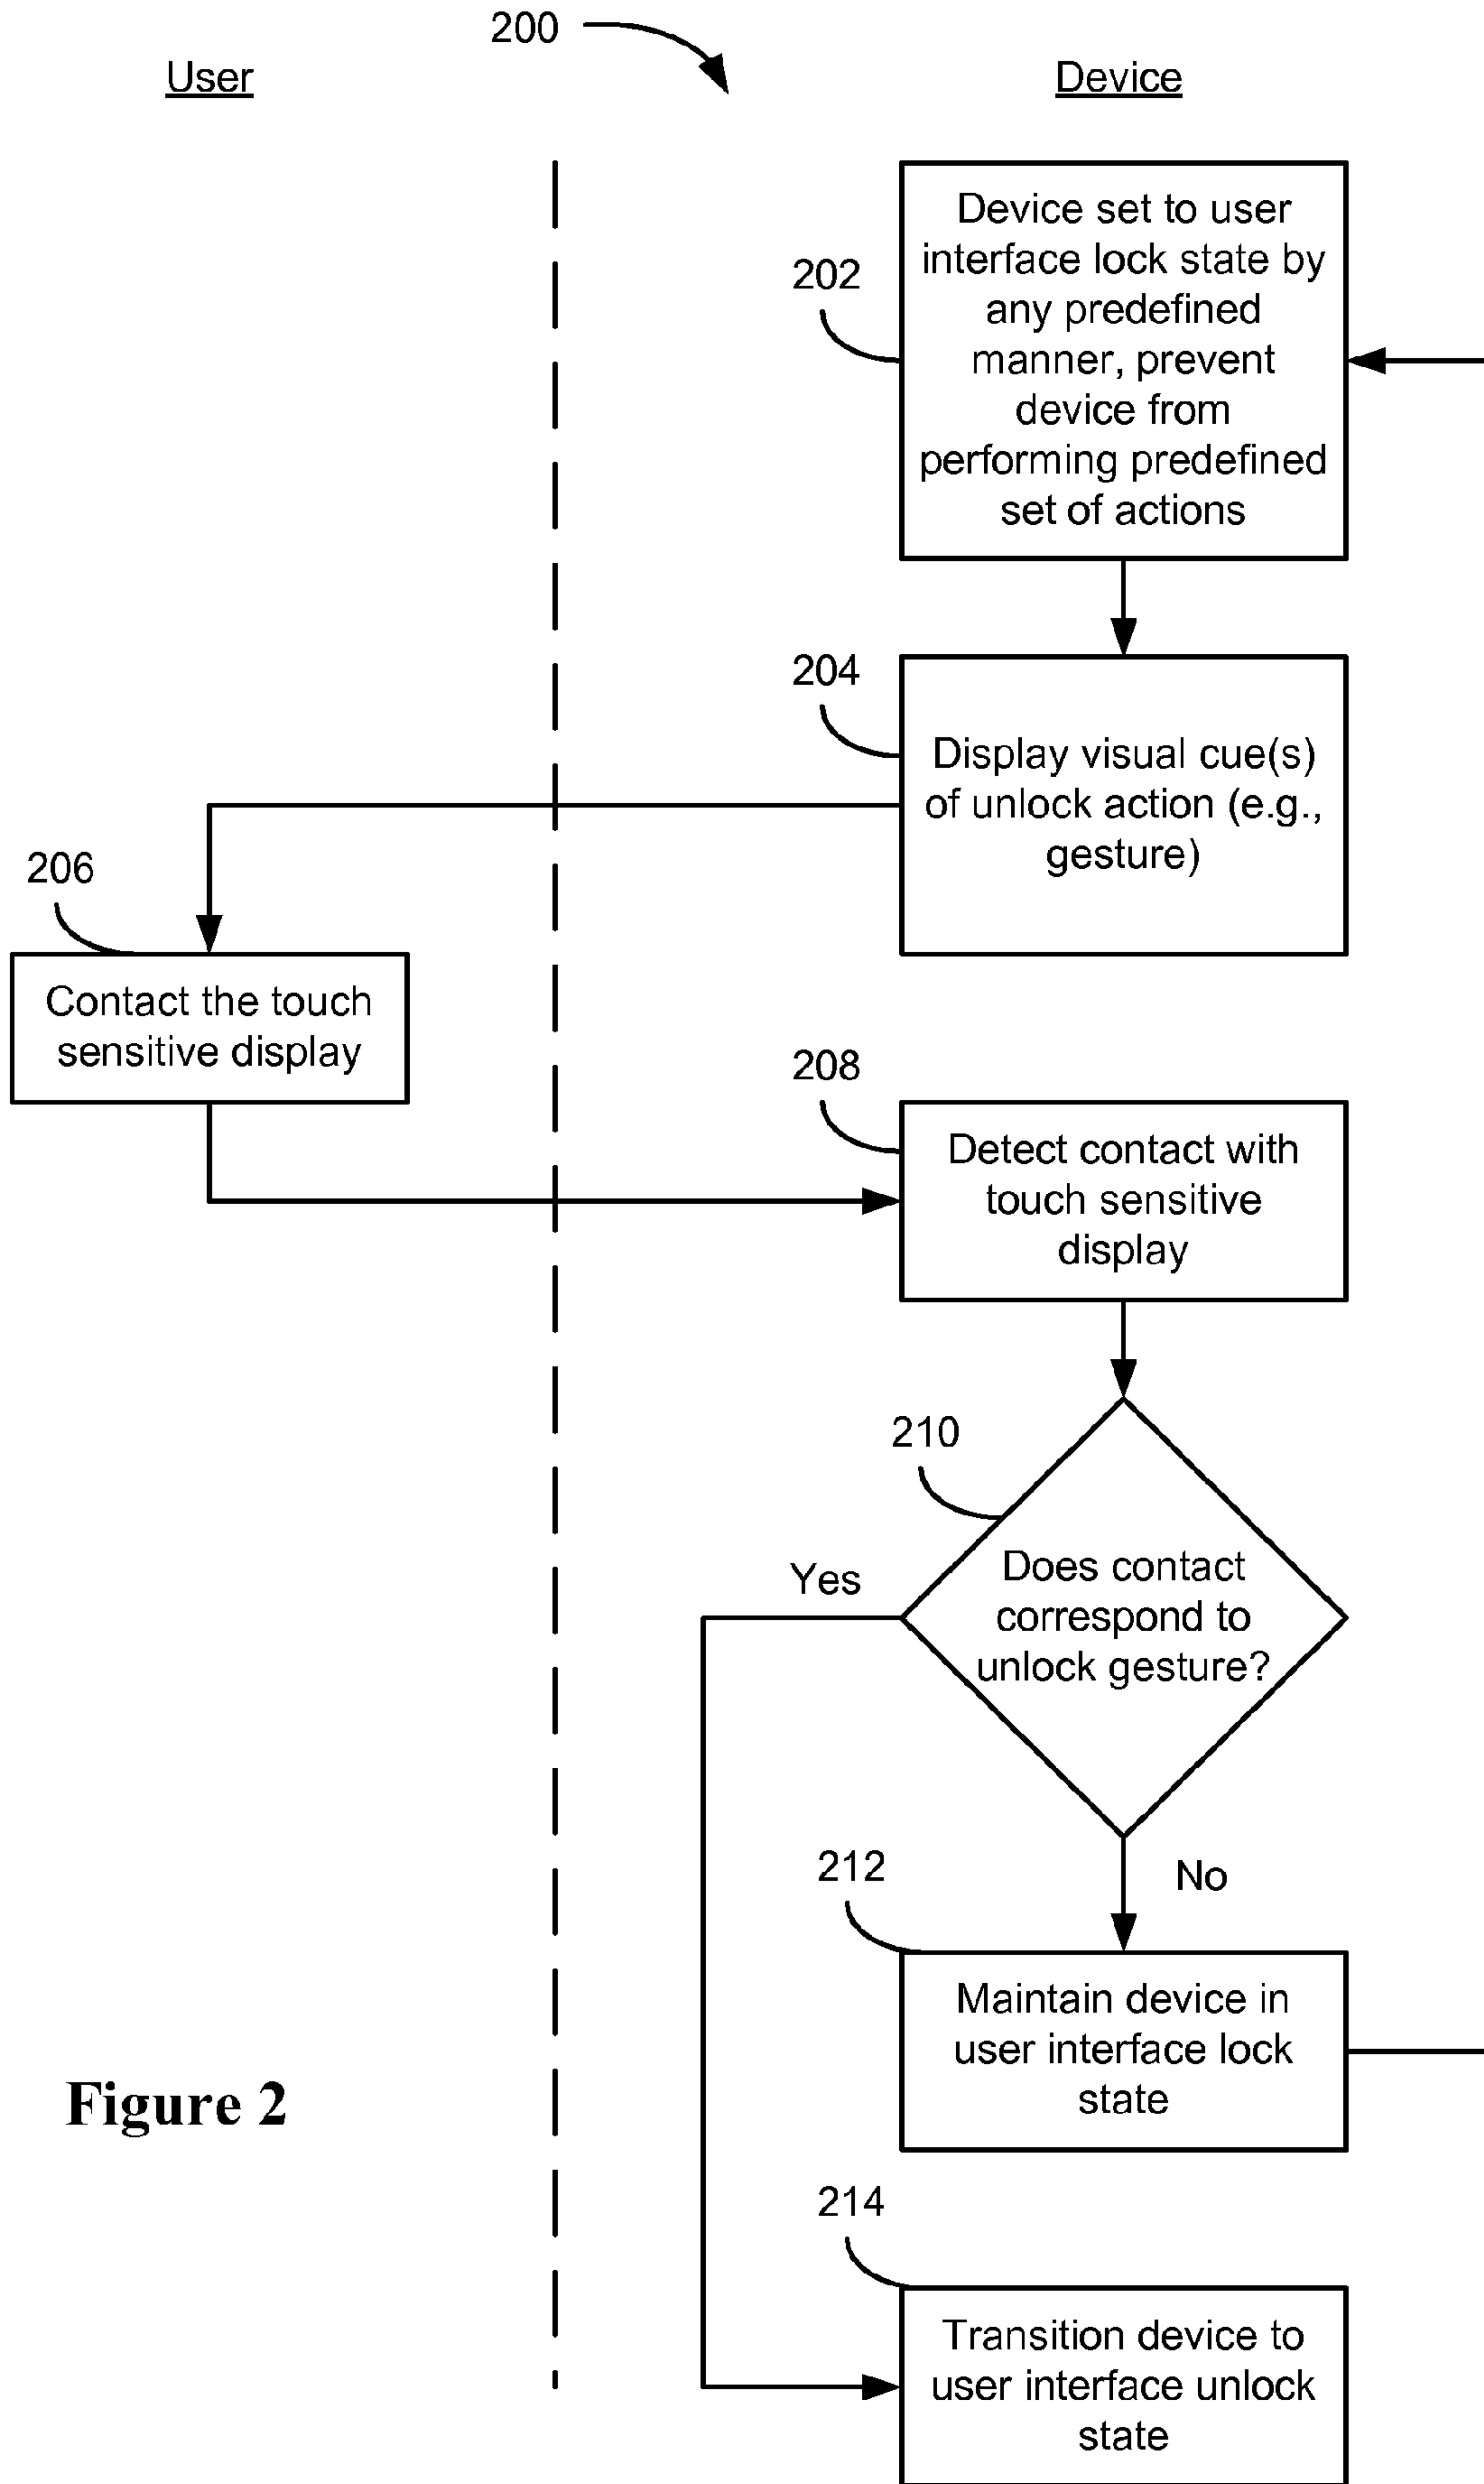 200
User
Device
202
Device set to user
interface lock state by
any predefined
manner, prevent
device from
performing predefined
set of actions
204
Display visual cue(s)
of unlock action (e.g.,
gesture)
206
Contact the touch
sensitive display
208
Detect contact with
touch sensitive
display
210
Does contact
correspond to
unlock gesture?
Yes
No
212
Maintain device in
user interface lock
state
214
Transition device to
user interface unlock
state
Figure 2